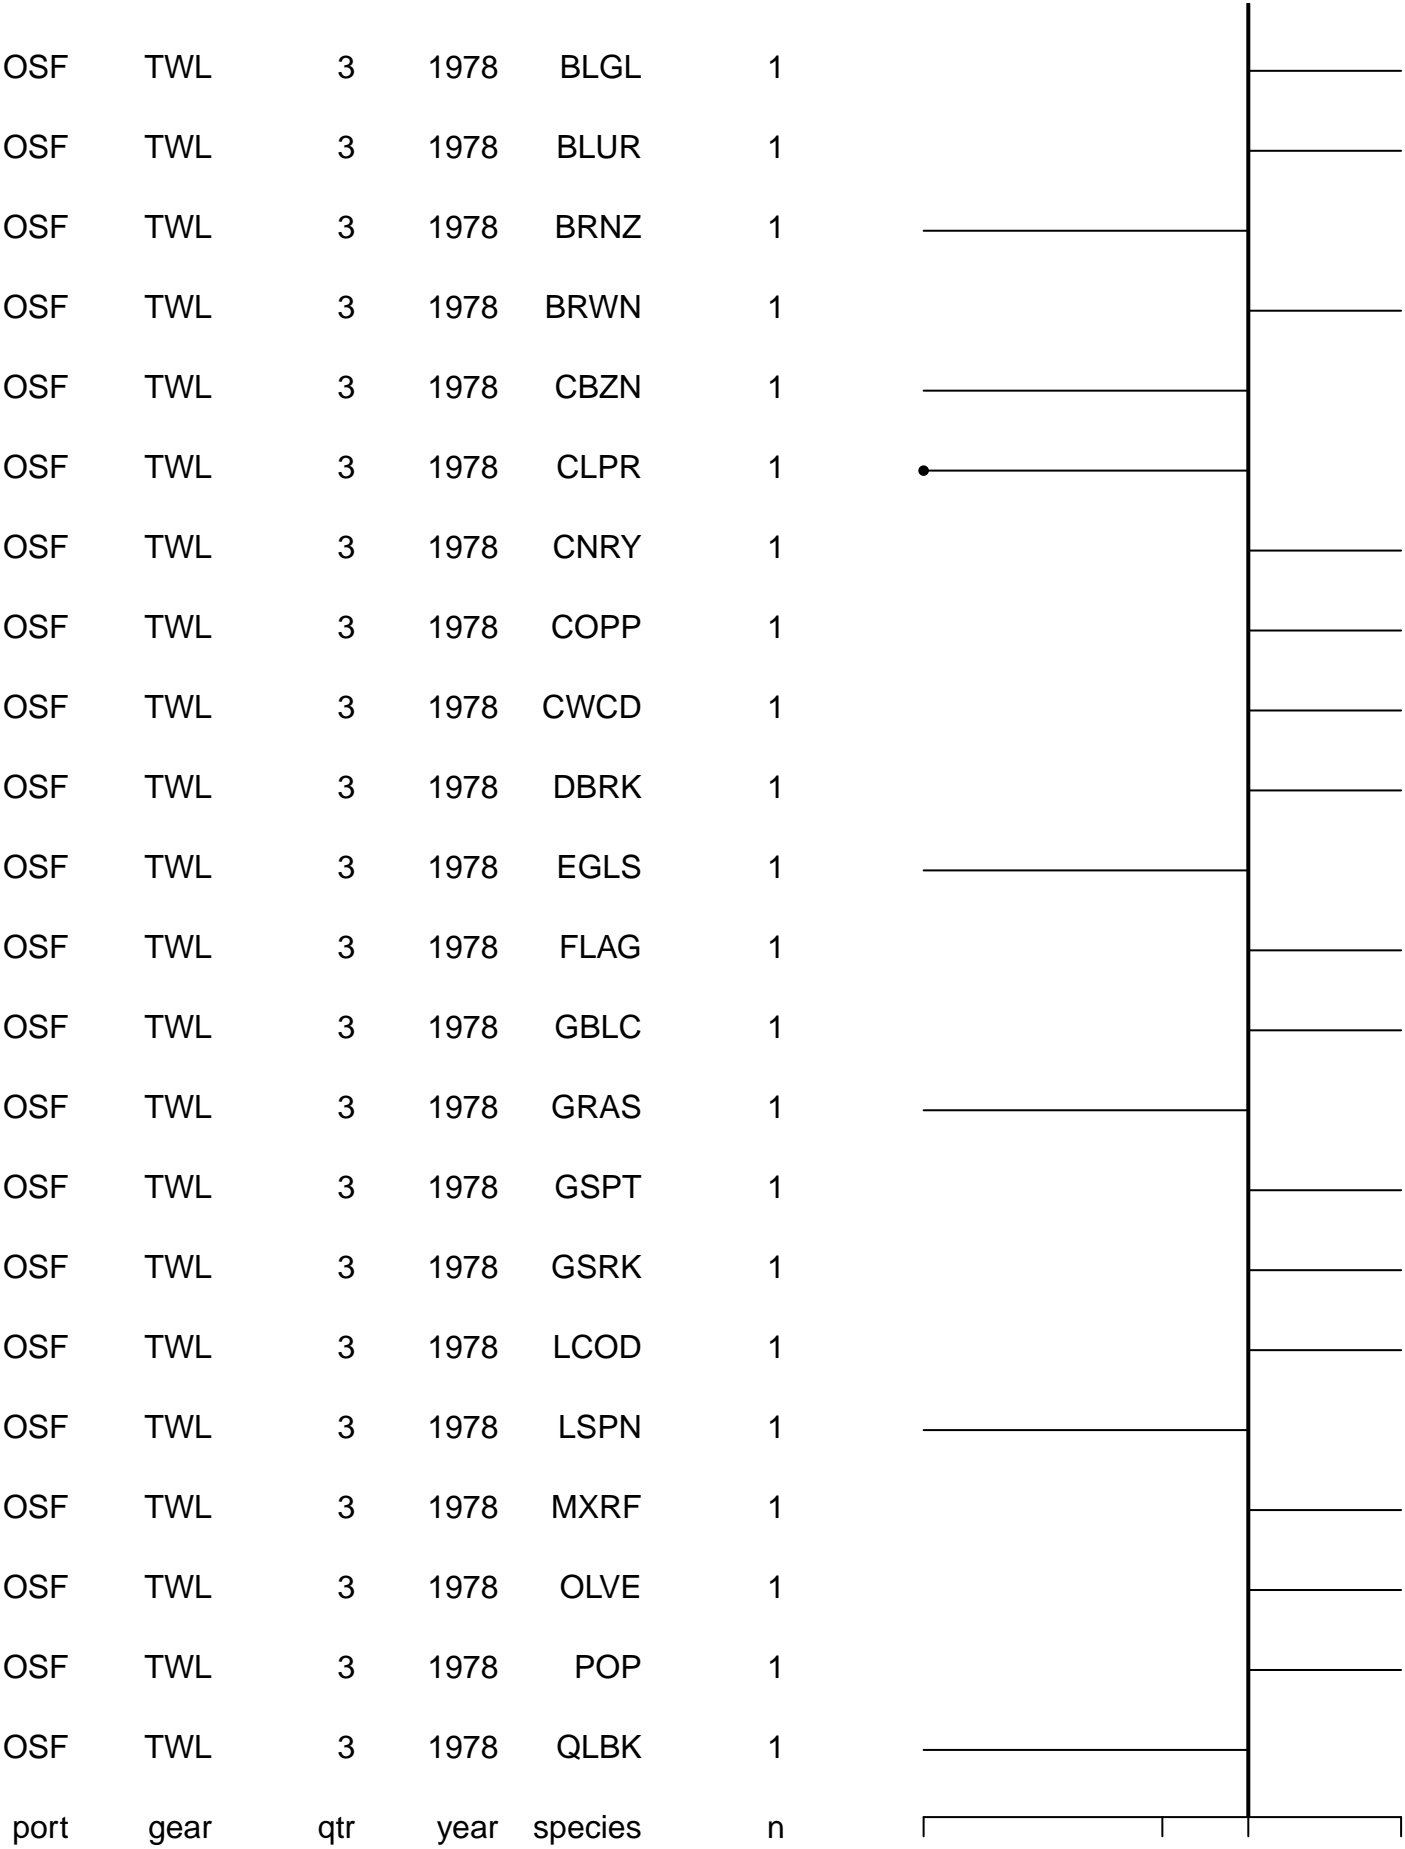 OSF TWL 3 1978 BLGL 1
OSF TWL 3 1978 BLUR 1
OSF TWL 3 1978 BRNZ 1
OSF TWL 3 1978 BRWN 1
OSF TWL 3 1978 CBZN 1
OSF TWL 3 1978 CLPR 1
OSF TWL 3 1978 CNRY 1
OSF TWL 3 1978 COPP 1
OSF TWL 3 1978 CWCD 1
OSF TWL 3 1978 DBRK 1
OSF TWL 3 1978 EGLS 1
OSF TWL 3 1978 FLAG 1
OSF TWL 3 1978 GBLC 1
OSF TWL 3 1978 GRAS 1
OSF TWL 3 1978 GSPT 1
OSF TWL 3 1978 GSRK 1
OSF TWL 3 1978 LCOD 1
OSF TWL 3 1978 LSPN 1
OSF TWL 3 1978 MXRF 1
OSF TWL 3 1978 OLVE 1
OSF TWL 3 1978 POP 1
OSF TWL 3 1978 QLBK 1
port gear qtr year species n